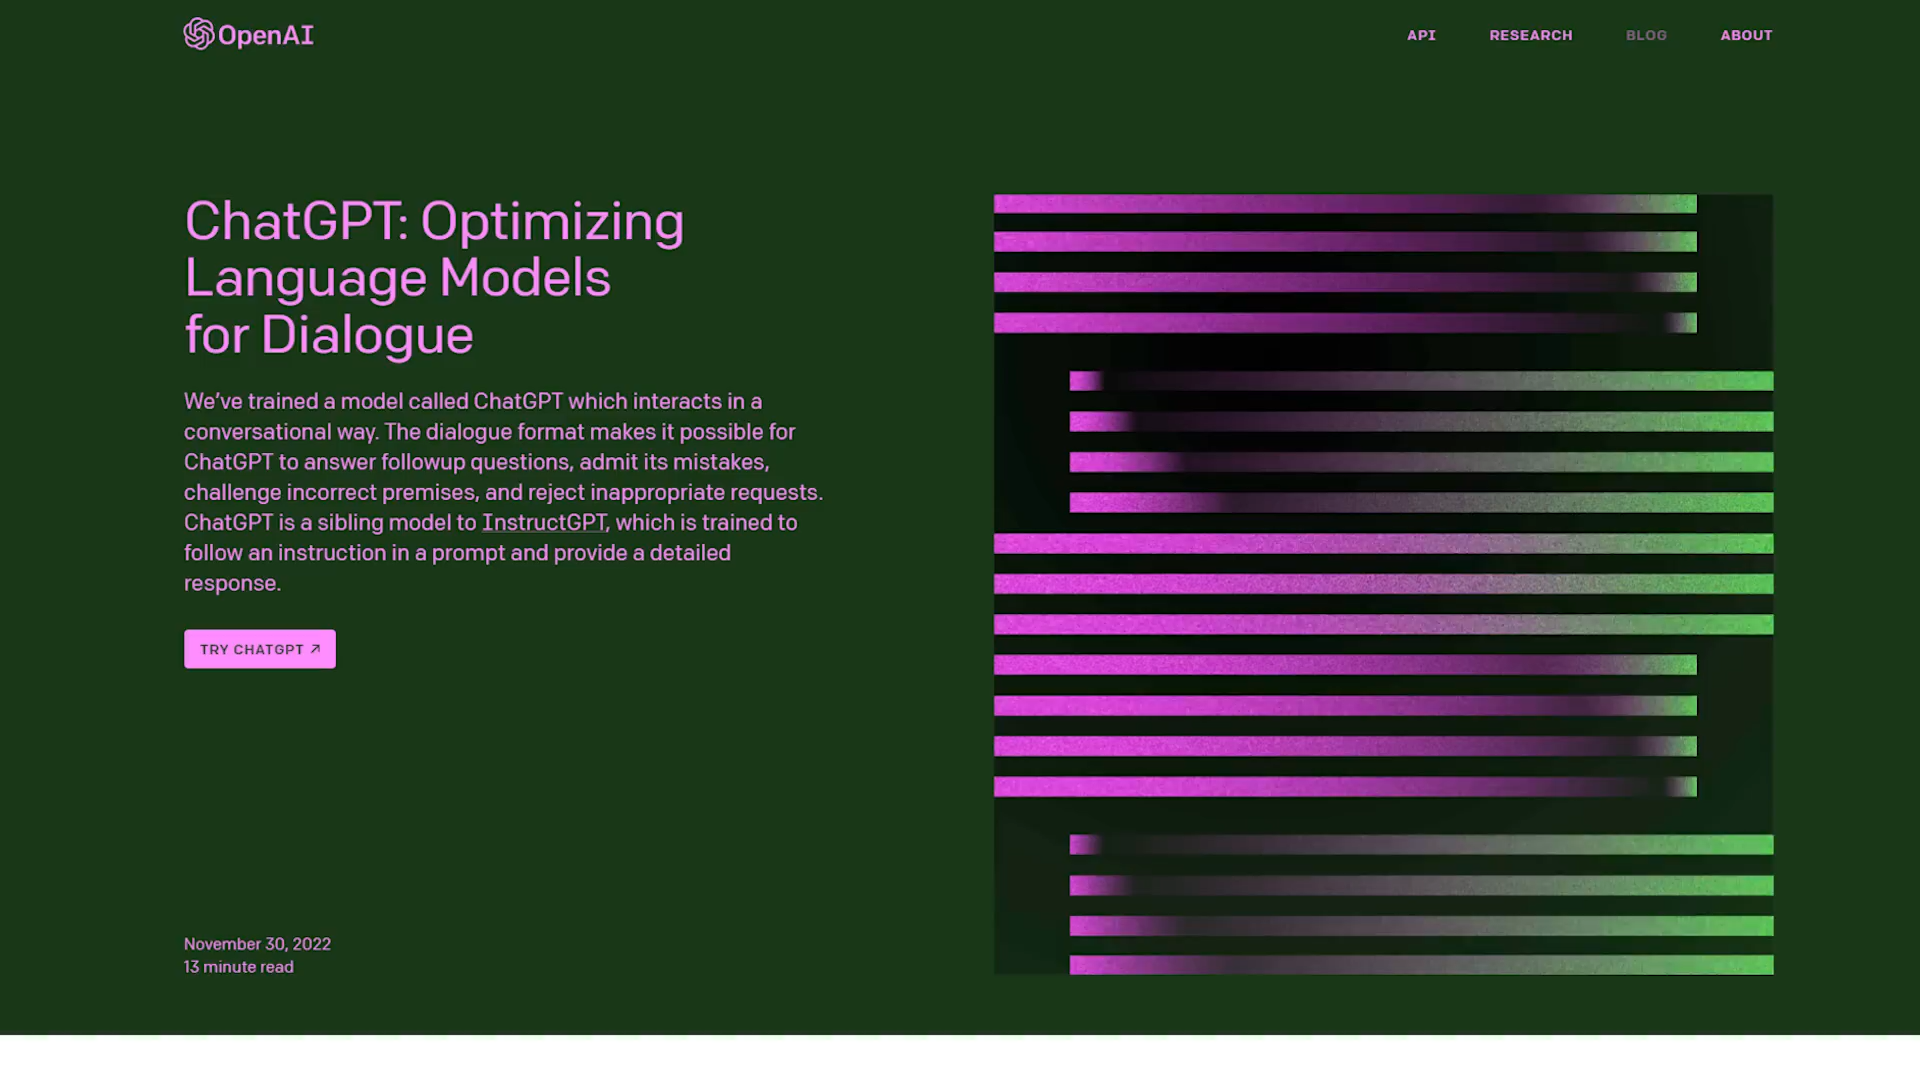 OpenAI
API RESEARCH BLOG ABOUT
ChatGPT: Optimizing
Language Models
for Dialogue
We’ve trained a model called ChatGPT which interacts in a
conversational way. The dialogue format makes it possible for
ChatGPT to answer followup questions, admit its mistakes,
challenge incorrect premises, and reject inappropriate requests.
ChatGPT is a sibling model to InstructGPT, which is trained to
follow an instruction in a prompt and provide a detailed
response.
TRY CHATGPT ↗
November 30, 2022
13 minute read